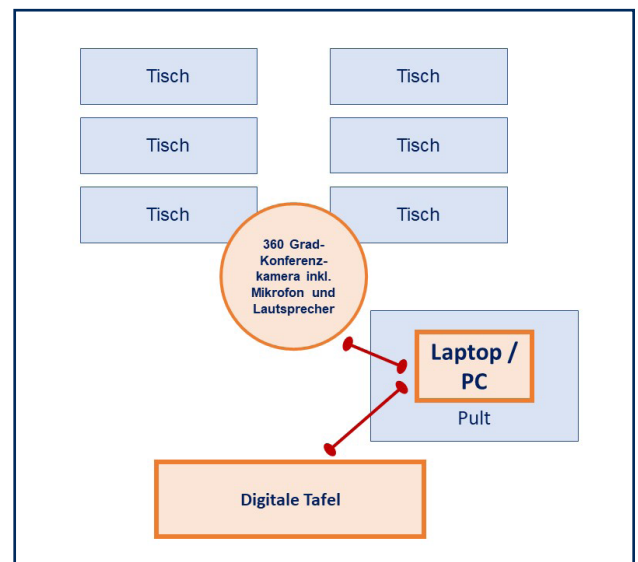 Tisch
Tisch
Tisch
Tisch
Tisch
Tisch
360 Grad-
Konferenz-
kamera inkl.
Mikrofon und
Lautsprecher
Laptop /
PC
Pult
Digitale Tafel